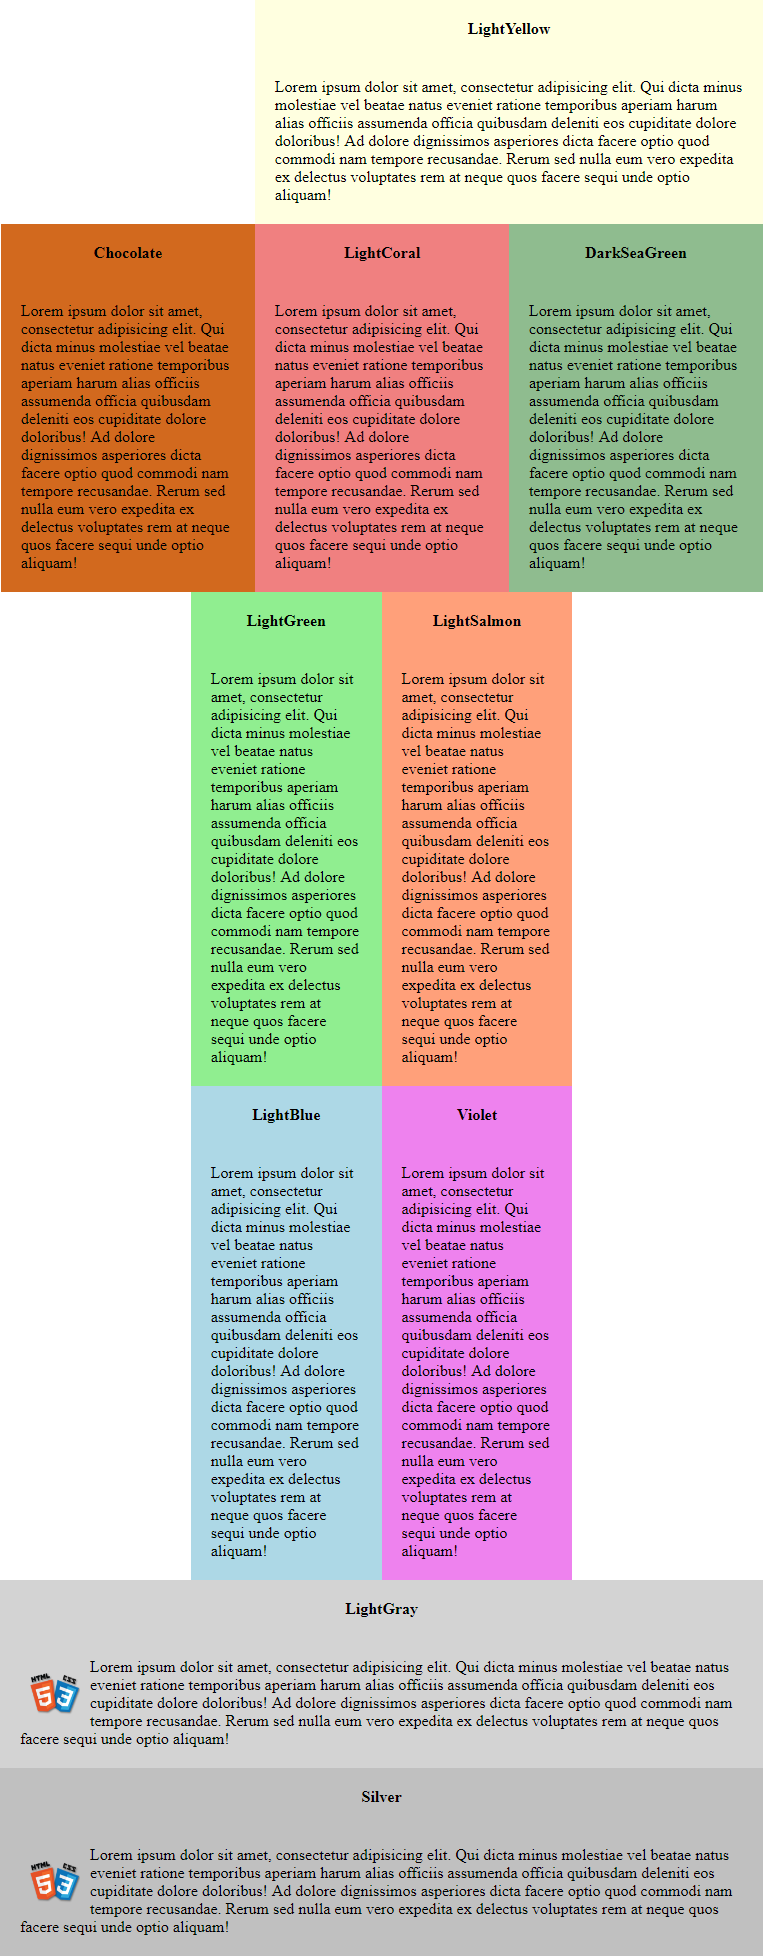 LightYellow
Lorem ipsum dolor sit amet, consectetur adipisicing elit. Qui dicta minus
molestiae vel beatae natus eveniet ratione temporibus aperiam harum
alias officiis assumenda officia quibusdam deleniti eos cupiditate dolore
doloribus! Ad dolore dignissimos asperiores dicta facere optio quod
commodi nam tempore recusandae. Rerum sed nulla eum vero expedita
ex delectus voluptates rem at neque quos facere sequi unde optio
aliquam!
Chocolate
Lorem ipsum dolor sit amet,
consectetur adipisicing elit. Qui
dicta minus molestiae vel beatae
natus eveniet ratione temporibus
aperiam harum alias officiis
assumenda officia quibusdam
deleniti eos cupiditate dolore
doloribus! Ad dolore
dignissimos asperiores dicta
facere optio quod commodi nam
tempore recusandae. Rerum sed
nulla eum vero expedita ex
delectus voluptates rem at neque
quos facere sequi unde optio
aliquam!
LightCoral
Lorem ipsum dolor sit amet,
consectetur adipisicing elit. Qui
dicta minus molestiae vel beatae
natus eveniet ratione temporibus
aperiam harum alias officiis
assumenda officia quibusdam
deleniti eos cupiditate dolore
doloribus! Ad dolore
dignissimos asperiores dicta
facere optio quod commodi nam
tempore recusandae. Rerum sed
nulla eum vero expedita ex
delectus voluptates rem at neque
quos facere sequi unde optio
aliquam!
DarkSeaGreen
Lorem ipsum dolor sit amet,
consectetur adipisicing elit. Qui
dicta minus molestiae vel beatae
natus eveniet ratione temporibus
aperiam harum alias officiis
assumenda officia quibusdam
deleniti eos cupiditate dolore
doloribus! Ad dolore
dignissimos asperiores dicta
facere optio quod commodi nam
tempore recusandae. Rerum sed
nulla eum vero expedita ex
delectus voluptates rem at neque
quos facere sequi unde optio
aliquam!
LightGreen
Lorem ipsum dolor sit
amet, consectetur
adipisicing elit. Qui
dicta minus molestiae
vel beatae natus
eveniet ratione
temporibus aperiam
harum alias officiis
assumenda officia
quibusdam deleniti eos
cupiditate dolore
doloribus! Ad dolore
dignissimos asperiores
dicta facere optio quod
commodi nam tempore
recusandae. Rerum sed
nulla eum vero
expedita ex delectus
voluptates rem at
neque quos facere
sequi unde optio
aliquam!
LightSalmon
Lorem ipsum dolor sit
amet, consectetur
adipisicing elit. Qui
dicta minus molestiae
vel beatae natus
eveniet ratione
temporibus aperiam
harum alias officiis
assumenda officia
quibusdam deleniti eos
cupiditate dolore
doloribus! Ad dolore
dignissimos asperiores
dicta facere optio quod
commodi nam tempore
recusandae. Rerum sed
nulla eum vero
expedita ex delectus
voluptates rem at
neque quos facere
sequi unde optio
aliquam!
LightBlue
Lorem ipsum dolor sit
amet, consectetur
adipisicing elit. Qui
dicta minus molestiae
vel beatae natus
eveniet ratione
temporibus aperiam
harum alias officiis
assumenda officia
quibusdam deleniti eos
cupiditate dolore
doloribus! Ad dolore
dignissimos asperiores
dicta facere optio quod
commodi nam tempore
recusandae. Rerum sed
nulla eum vero
expedita ex delectus
voluptates rem at
neque quos facere
sequi unde optio
aliquam!
Violet
Lorem ipsum dolor sit
amet, consectetur
adipisicing elit. Qui
dicta minus molestiae
vel beatae natus
eveniet ratione
temporibus aperiam
harum alias officiis
assumenda officia
quibusdam deleniti eos
cupiditate dolore
doloribus! Ad dolore
dignissimos asperiores
dicta facere optio quod
commodi nam tempore
recusandae. Rerum sed
nulla eum vero
expedita ex delectus
voluptates rem at
neque quos facere
sequi unde optio
aliquam!
LightGray
HTML CSS
5 3
Lorem ipsum dolor sit amet, consectetur adipisicing elit. Qui dicta minus molestiae vel beatae natus
eveniet ratione temporibus aperiam harum alias officiis assumenda officia quibusdam deleniti eos
cupiditate dolore doloribus! Ad dolore dignissimos asperiores dicta facere optio quod commodi nam
tempore recusandae. Rerum sed nulla eum vero expedita ex delectus voluptates rem at neque quos
facere sequi unde optio aliquam!
Silver
HTML CSS
5 3
Lorem ipsum dolor sit amet, consectetur adipisicing elit. Qui dicta minus molestiae vel beatae natus
eveniet ratione temporibus aperiam harum alias officiis assumenda officia quibusdam deleniti eos
cupiditate dolore doloribus! Ad dolore dignissimos asperiores dicta facere optio quod commodi nam
tempore recusandae. Rerum sed nulla eum vero expedita ex delectus voluptates rem at neque quos
facere sequi unde optio aliquam!